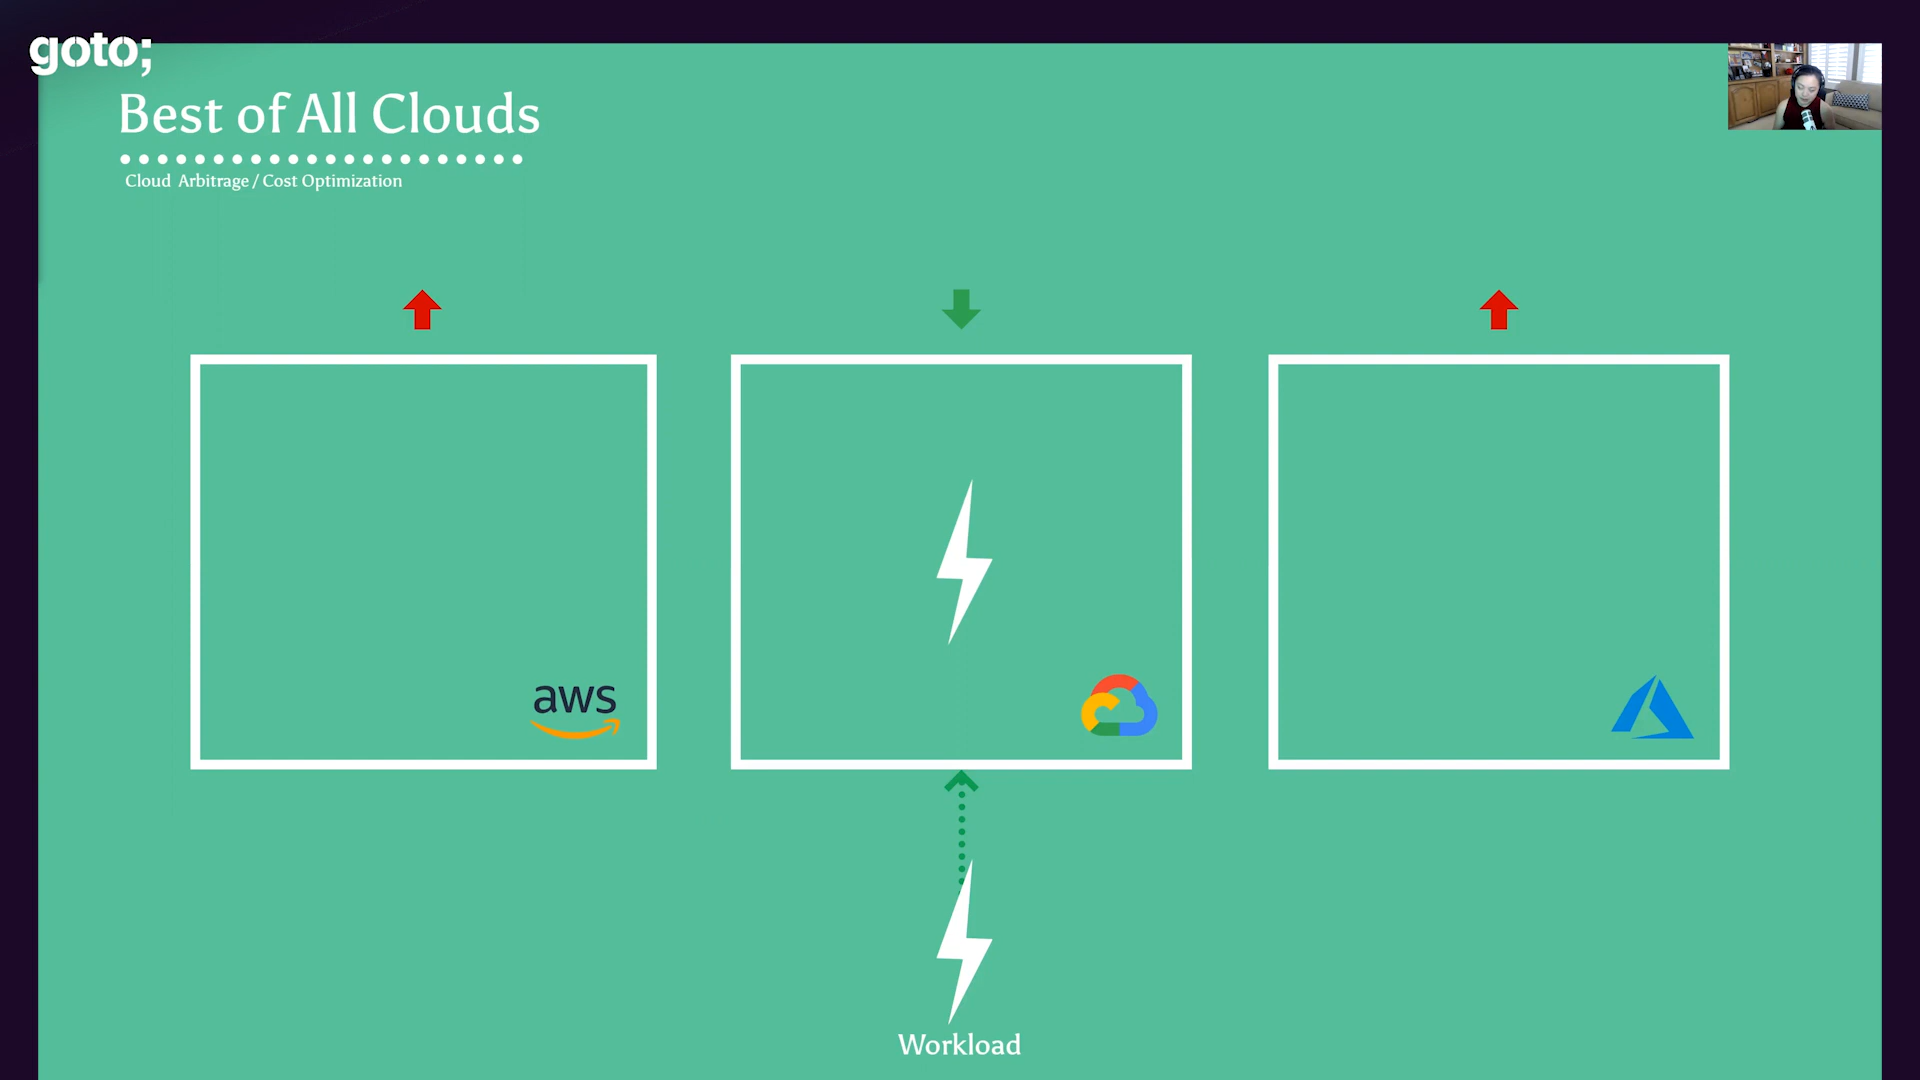 goto;
Best of All Clouds
Cloud Arbitrage / Cost Optimization
aws
Workload